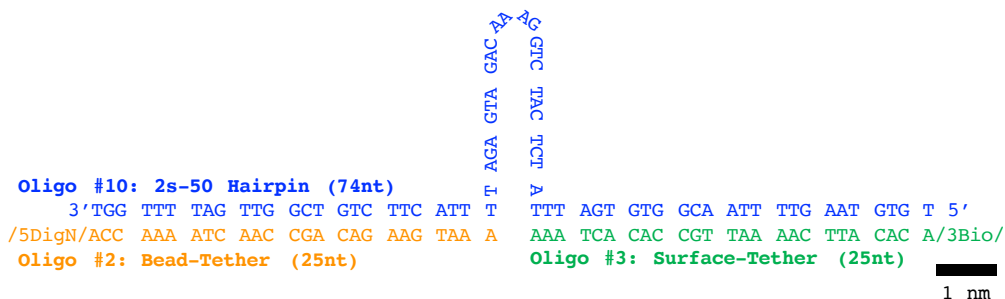 T AGA GTA GAC AA AG GTC TAC TCT A
Oligo #10: 2s-50 Hairpin (74nt)
3’TGG TTT TAG TTG GCT GTC TTC ATT T TTT AGT GTG GCA ATT TTG AAT GTG T 5’
/5DigN/ACC AAA ATC AAC CGA CAG AAG TAA A AAA TCA CAC CGT TAA AAC TTA CAC A/3Bio/
Oligo #2: Bead-Tether (25nt) Oligo #3: Surface-Tether (25nt)
1 nm